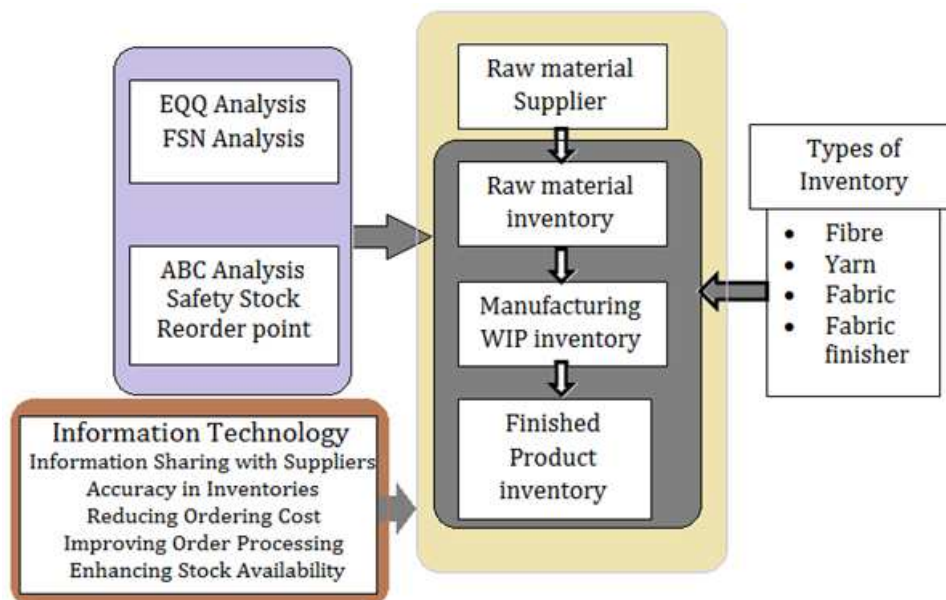 EQQ Analysis
FSN Analysis
ABC Analysis
Safety Stock
Reorder point
Information Technology
Information Sharing with Suppliers
Accuracy in Inventories
Reducing Ordering Cost
Improving Order Processing
Enhancing Stock Availability
Raw material
Supplier
Raw material
inventory
Manufacturing
WIP inventory
Finished
Product
inventory
Types of
Inventory
• Fibre
• Yarn
• Fabric
• Fabric
finisher